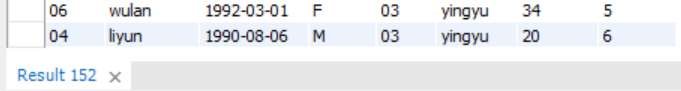 06 wulan 1992-03-01 F 03 yingyu 34 5
04 liyun 1990-08-06 M 03 yingyu 20 6
Result 152 ×